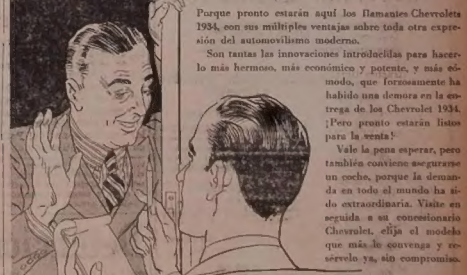 Porque pronto estarán aquí los flamantes Chevrolets
1934, con sus múltiples ventajas sobre toda otra expre-
sión del automovilismo moderno.
Son tantas las innovaciones introducidas para hacer-
lo más hermoso, más económico y potente, y más có-
modo, que forzosamente ha
habido una demora en la en-
trega de los Chevrolet 1934.
¡Pero pronto estarán listos
para la venta!
Vale la pena esperar, pero
también conviene asegurarse
un coche, porque la deman-
da en todo el mundo ha si-
do extraordinaria. Visite en
seguida a su concesionario
Chevrolet, elija el modelo
que más le convenga y re-
sérvelo ya, sin compromiso.